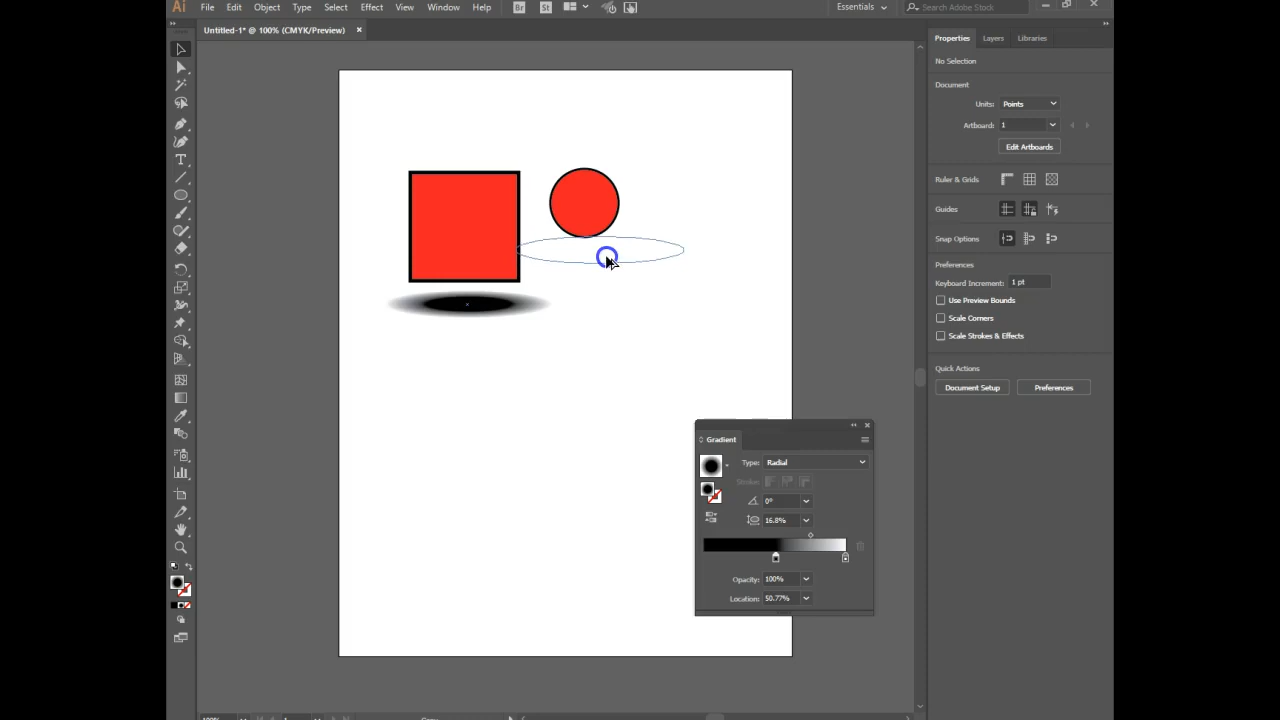 Ai File Edit Object Type Select Effect View Window Help Br St Essentials Search Adobe Stock
Untitled-1* @ 100% (CMYK/Preview)
Properties Layers Libraries
No Selection
Document
Units: Points
Artboard: 1
Edit Artboards
Ruler & Grids
Guides
Snap Options
Preferences
Keyboard Increment: 1 pt
Use Preview Bounds
Scale Corners
Scale Strokes & Effects
Quick Actions
Document Setup Preferences
Gradient
Type: Radial
Stroke:
0°
16.8%
Opacity: 100%
Location: 50.77%
100% 1 Copy